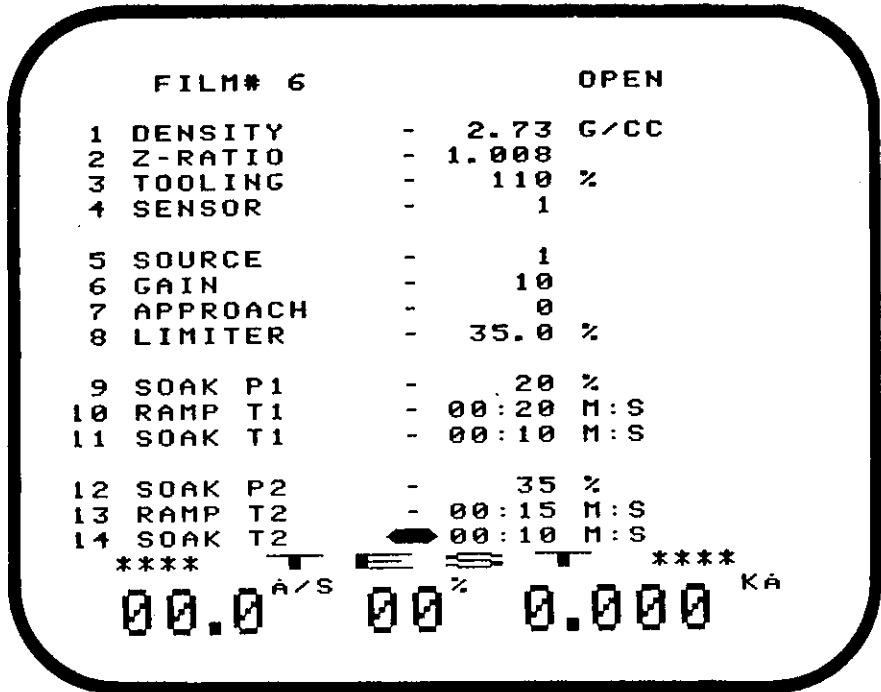 FILM# 6 OPEN
1 DENSITY - 2.73 G/CC
2 Z-RATIO - 1.008
3 TOOLING - 110 %
4 SENSOR - 1
5 SOURCE - 1
6 GAIN - 10
7 APPROACH - 0
8 LIMITER - 35.0 %
9 SOAK P1 - 20 %
10 RAMP T1 - 00:20 M:S
11 SOAK T1 - 00:10 M:S
12 SOAK P2 - 35 %
13 RAMP T2 - 00:15 M:S
14 SOAK T2 00:10 M:S
**** ****
00.0 Å/S 00 % 0.000 KÅ